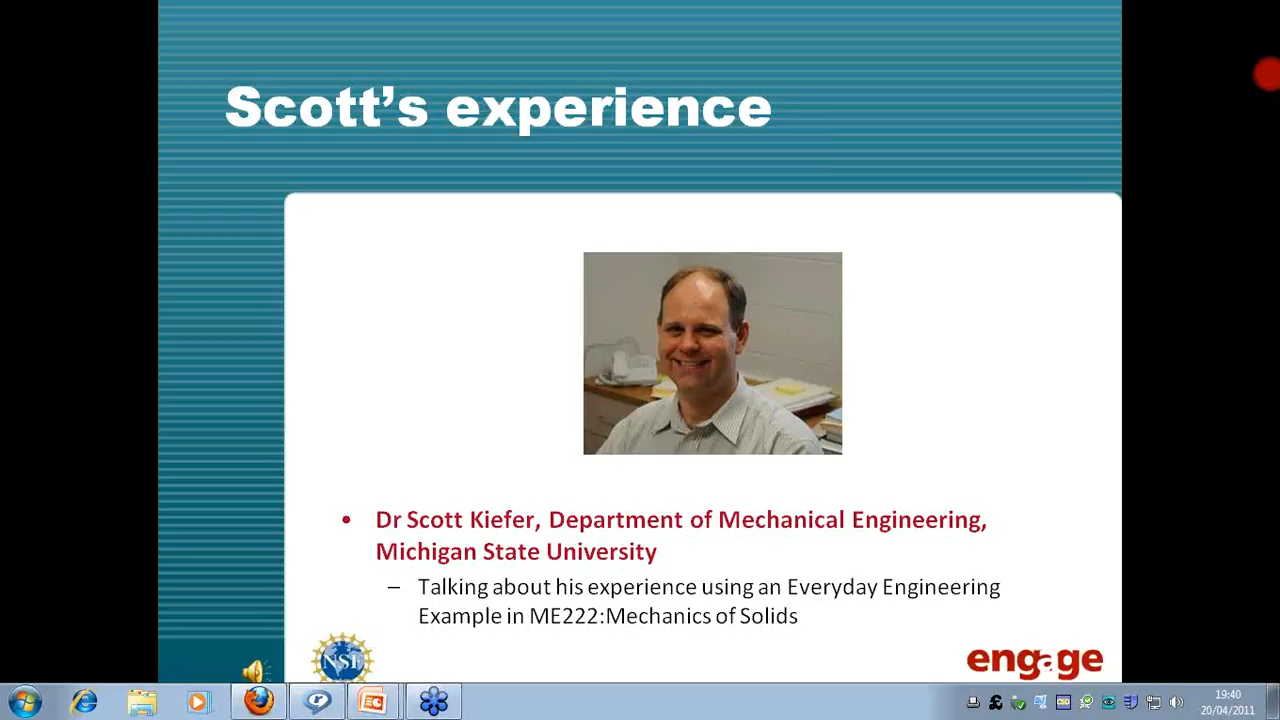 Scott’s experience
• Dr Scott Kiefer, Department of Mechanical Engineering,
Michigan State University
– Talking about his experience using an Everyday Engineering
Example in ME222:Mechanics of Solids
NSF
engage
19:40
20/04/2011